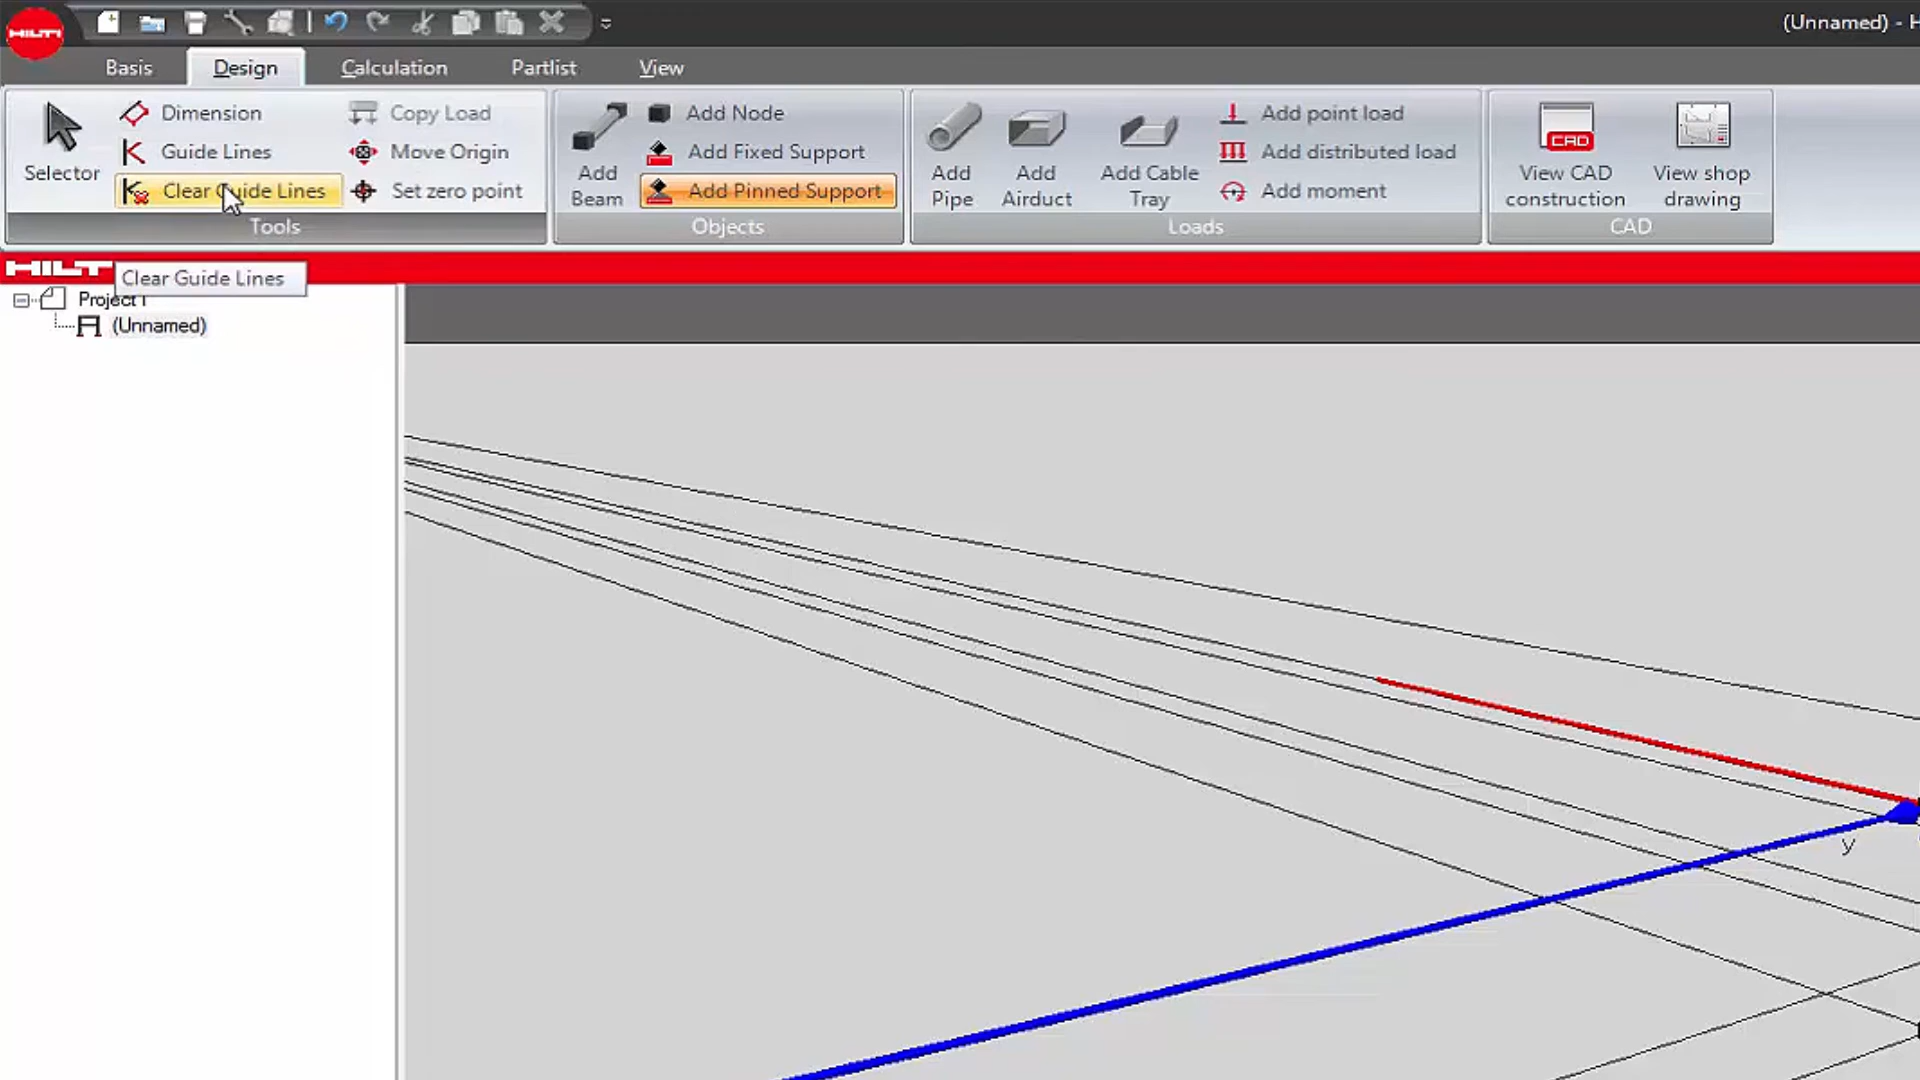 HILTI
(Unnamed) - H
Basis
Design
Calculation
Partlist
View
Selector
Dimension
Guide Lines
Clear Guide Lines
Copy Load
Move Origin
Set zero point
Tools
Add Beam
Add Node
Add Fixed Support
Add Pinned Support
Objects
Add Pipe
Add Airduct
Add Cable Tray
Add point load
Add distributed load
Add moment
Loads
CAD
View CAD construction
View shop drawing
CAD
HILTI
Clear Guide Lines
Project1
(Unnamed)
y